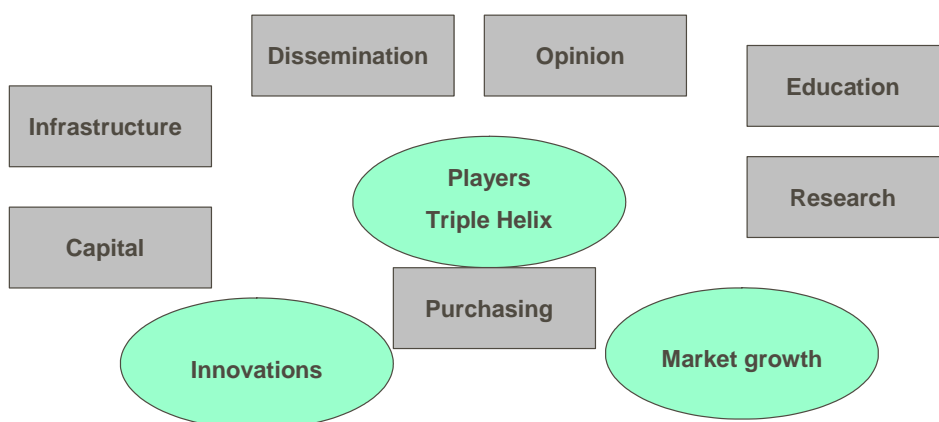 Dissemination
Opinion
Education
Infrastructure
Players
Triple Helix
Research
Capital
Purchasing
Innovations
Market growth